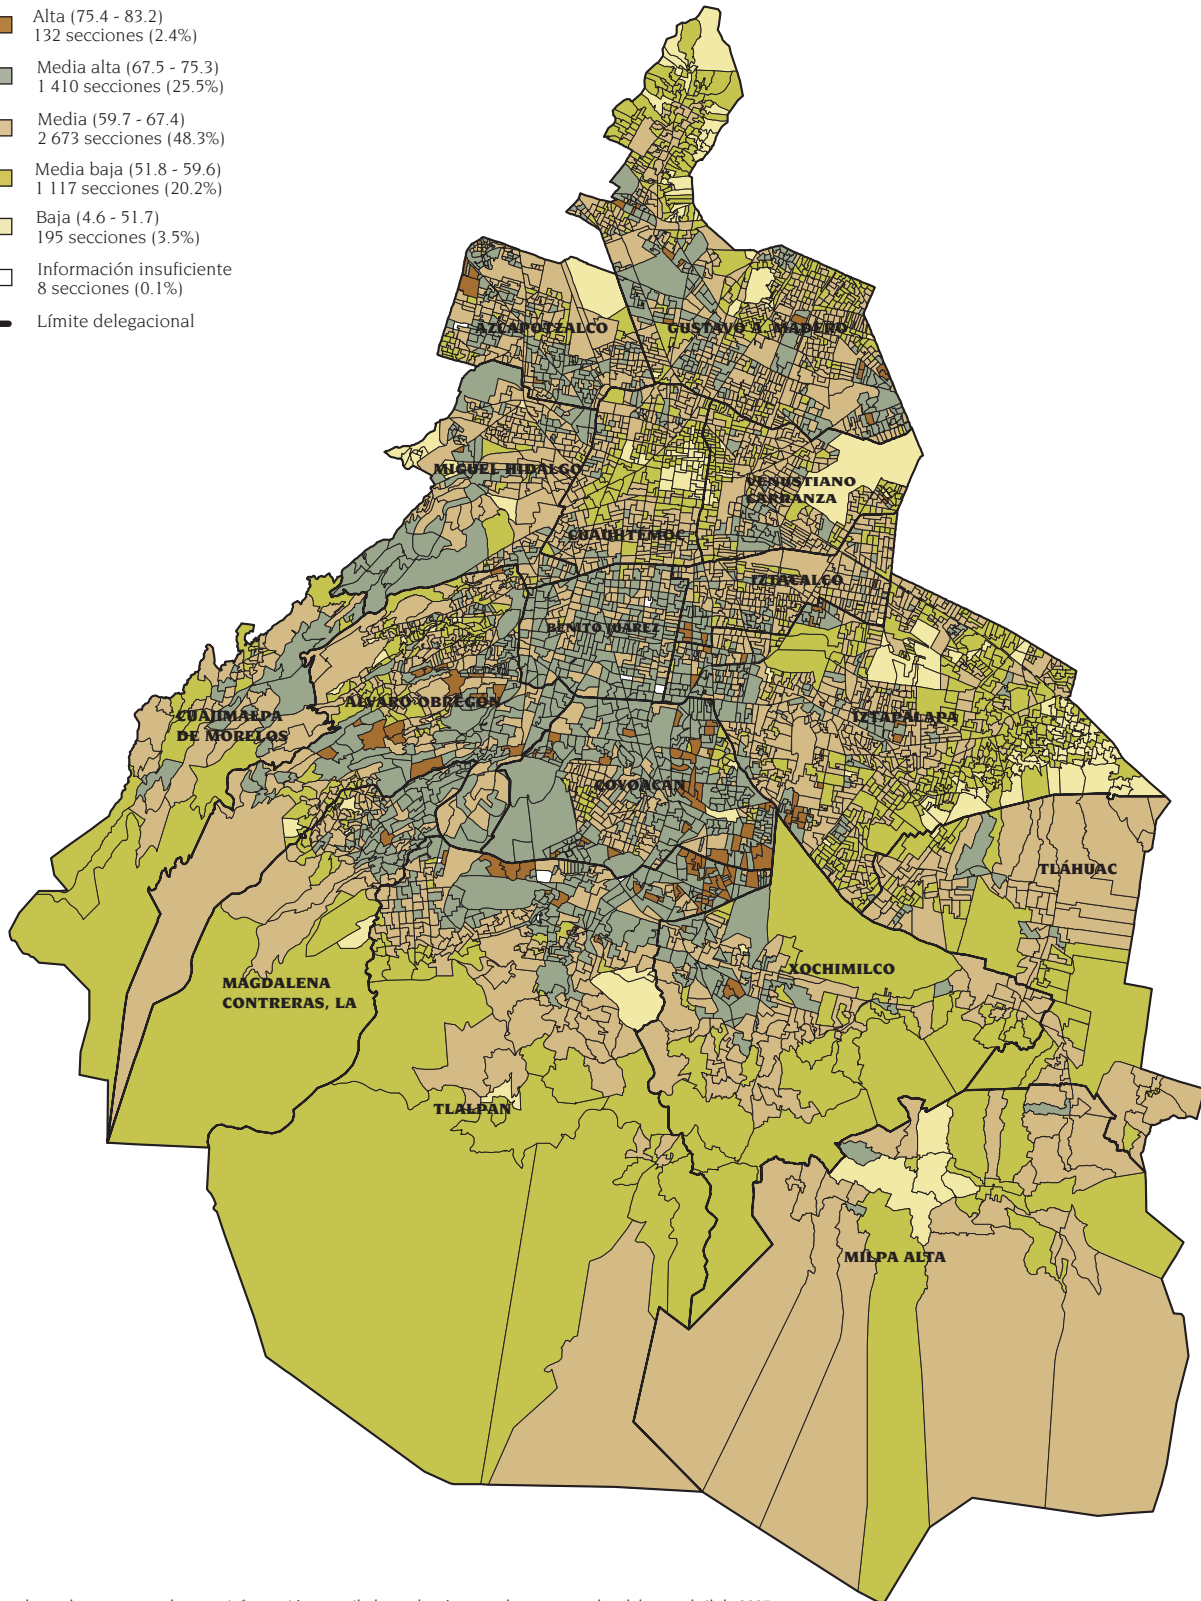 Alta (75.4 - 83.2)
132 secciones (2.4%)
Media alta (67.5 - 75.3)
1 410 secciones (25.5%)
Media (59.7 - 67.4)
2 673 secciones (48.3%)
Media baja (51.8 - 59.6)
1 117 secciones (20.2%)
Baja (4.6 - 51.7)
195 secciones (3.5%)
Información insuficiente
8 secciones (0.1%)
Límite delegacional
AZCAPOTZALCO
GUSTAVO A. MADERO
MIGUEL HIDALGO
VENUSTIANO
CARRANZA
CUAUHTÉMOC
IZTACALCO
BENITO JUÁREZ
ÁLVARO OBREGÓN
CUAJIMALPA
DE MORELOS
IZTAPALAPA
COYOACÁN
TLÁHUAC
XOCHIMILCO
MAGDALENA
CONTRERAS, LA
TLALPAN
MILPA ALTA